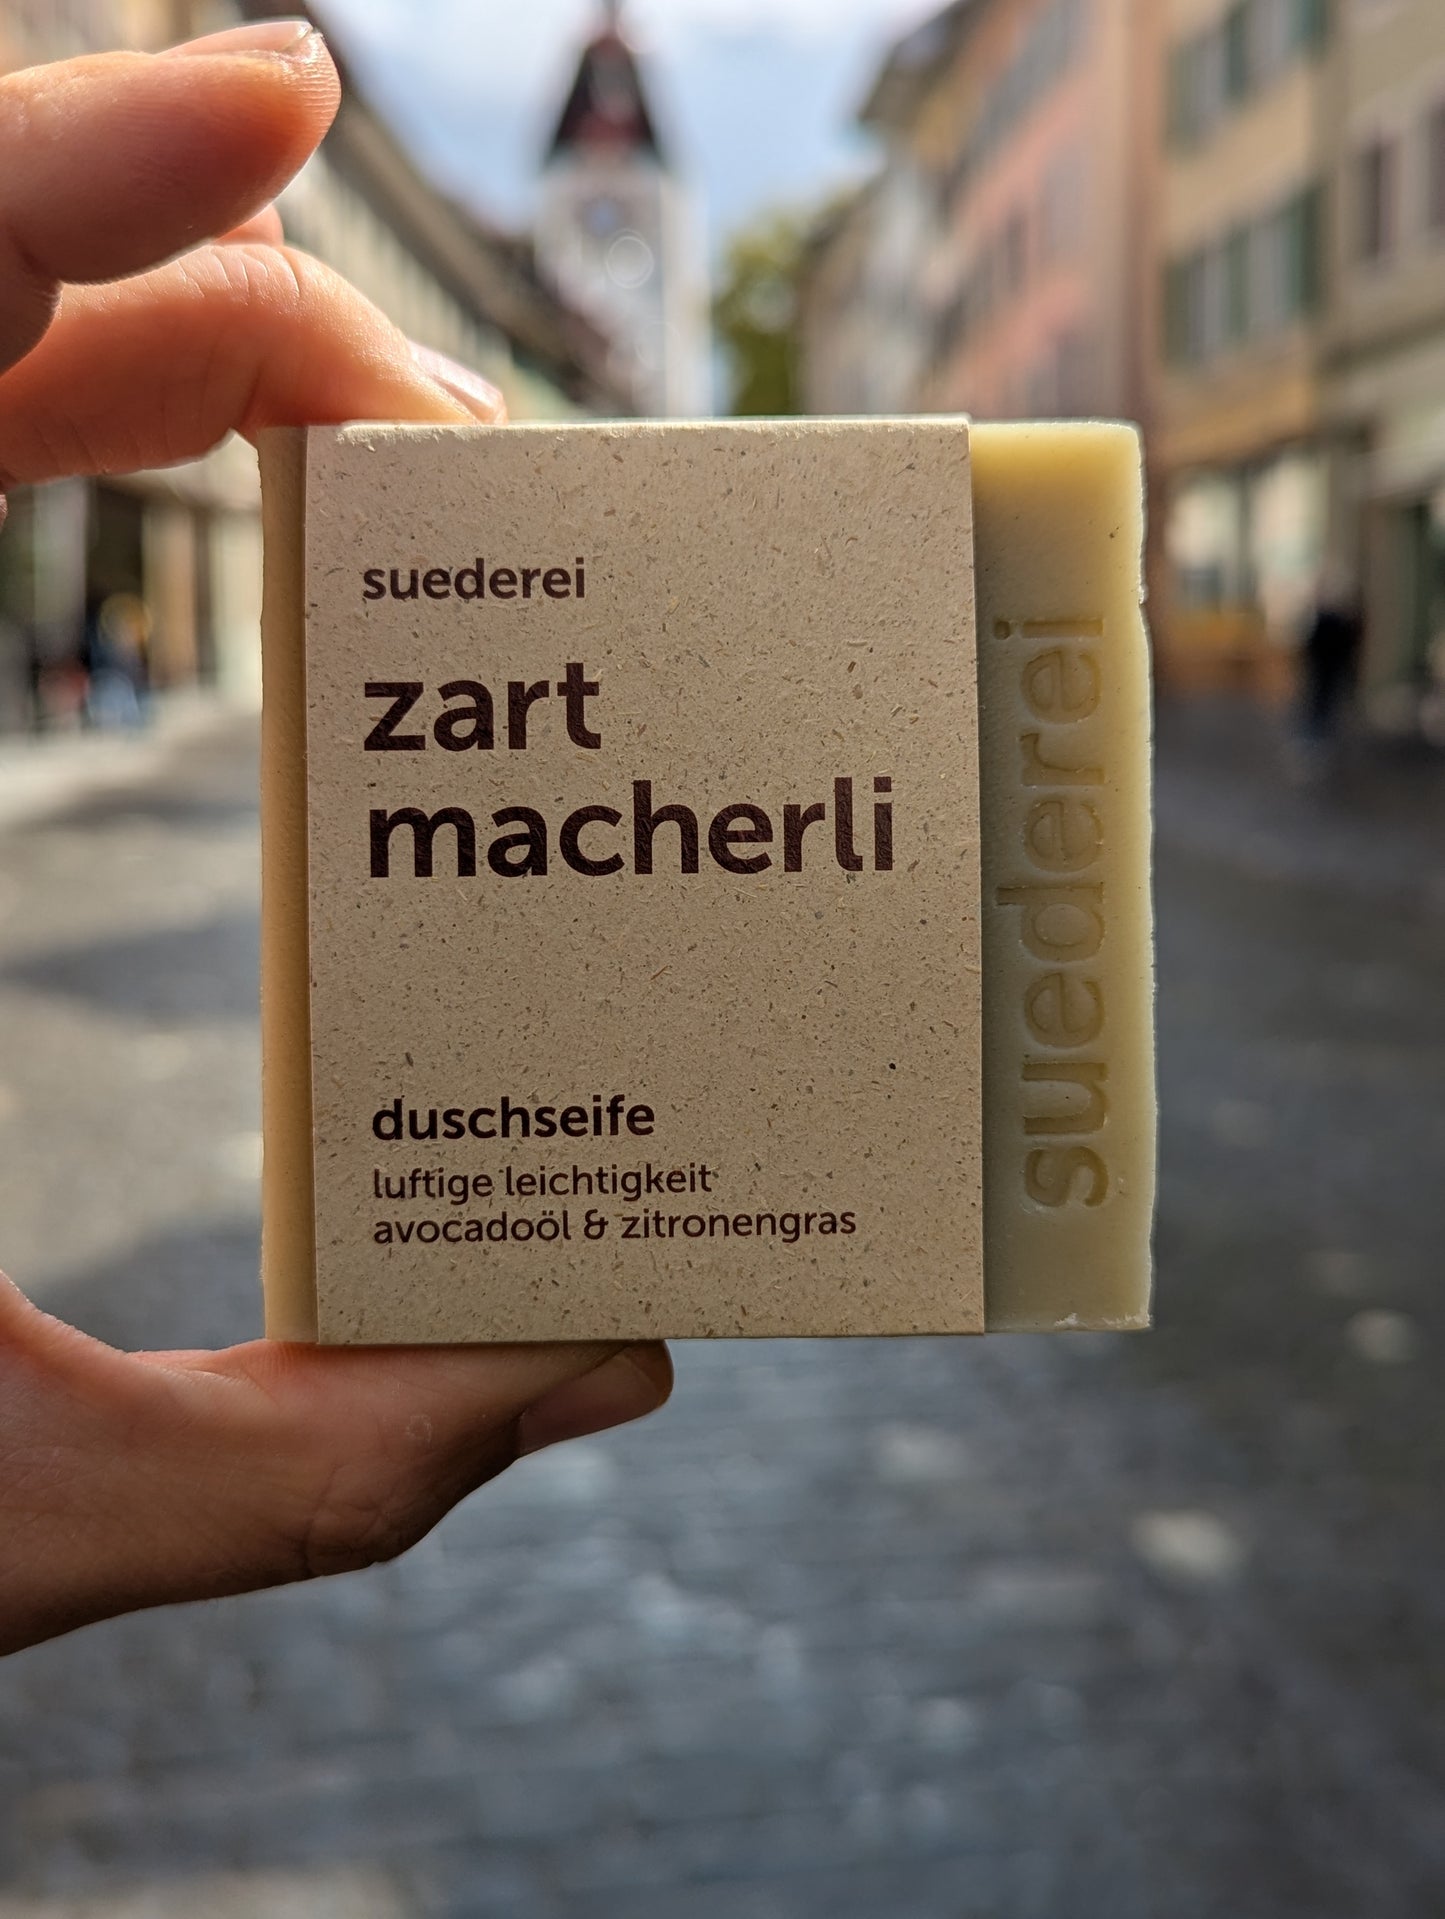 suederei
zart
macherli
duschseife
luftige leichtigkeit
avocadoöl & zitronengras
suederei